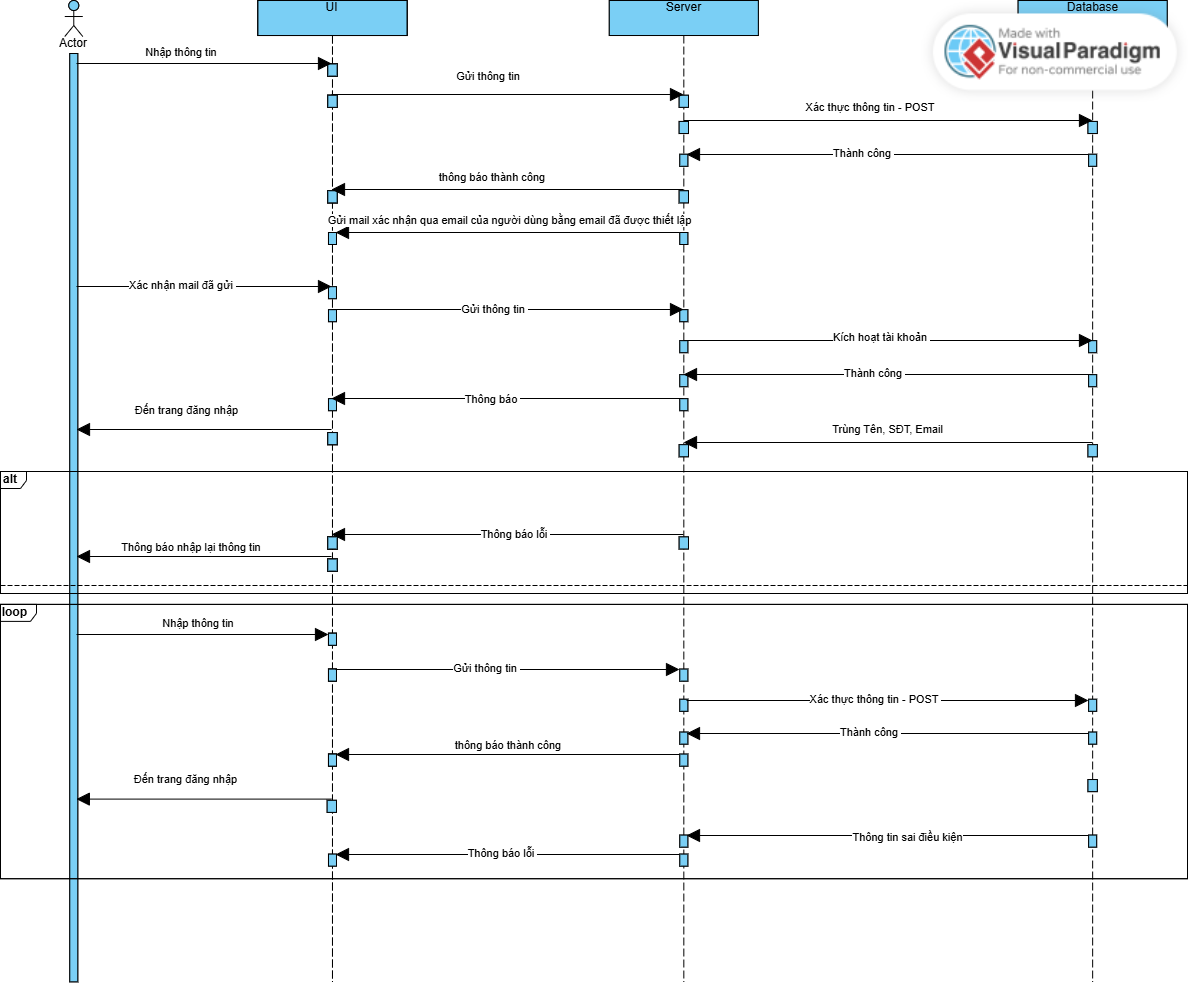 UI
Server
Database
Made with
VisualParadigm
For non-commercial use
Actor
Nhập thông tin
Gửi thông tin
Xác thực thông tin - POST
Thành công
thông báo thành công
Gửi mail xác nhận qua email của người dùng bằng email đã được thiết lập
Xác nhận mail đã gửi
Gửi thông tin
Kích hoạt tài khoản
Thành công
Thông báo
Đến trang đăng nhập
Trùng Tên, SĐT, Email
alt
Thông báo lỗi
Thông báo nhập lại thông tin
loop
Nhập thông tin
Gửi thông tin
Xác thực thông tin - POST
Thành công
thông báo thành công
Đến trang đăng nhập
Thông tin sai điều kiện
Thông báo lỗi